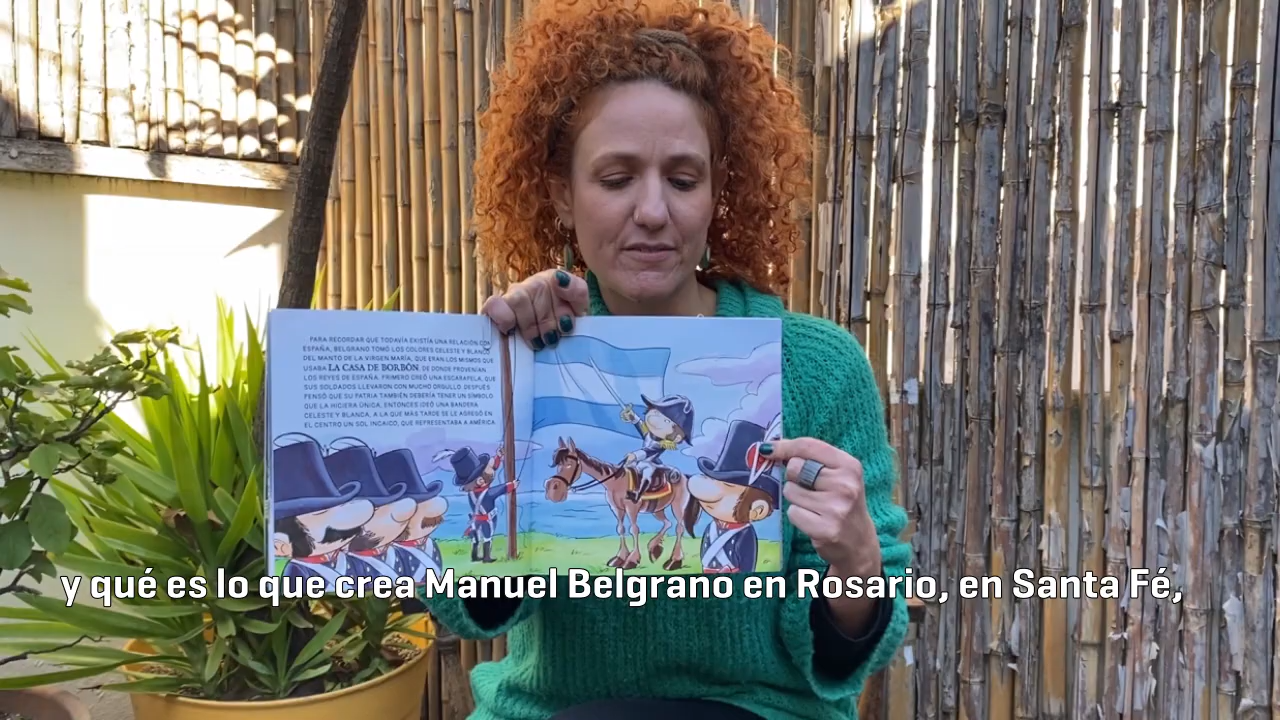 PARA RECORDAR QUE TODAVÍA EXISTÍA UNA RELACIÓN CON
ESPAÑA, BELGRANO TOMÓ LOS COLORES CELESTE Y BLANCO
DEL MANTO DE LA VIRGEN MARÍA, QUE ERAN LOS MISMOS QUE
USABA LA CASA DE BORBÓN, DE DONDE PROVENÍAN
LOS REYES DE ESPAÑA. PRIMERO CREÓ UNA ESCARAPELA, QUE
SUS SOLDADOS LLEVARON CON MUCHO ORGULLO. DESPUÉS
PENSÓ QUE SU PATRIA TAMBIÉN DEBERÍA TENER UN SÍMBOLO
QUE LA HICIERA ÚNICA, ENTONCES IDEÓ UNA BANDERA
CELESTE Y BLANCA, A LA QUE MÁS TARDE SE LE AGREGÓ EN
EL CENTRO UN SOL INCAICO, QUE REPRESENTABA A AMÉRICA
y qué es lo que crea Manuel Belgrano en Rosario, en Santa Fé,